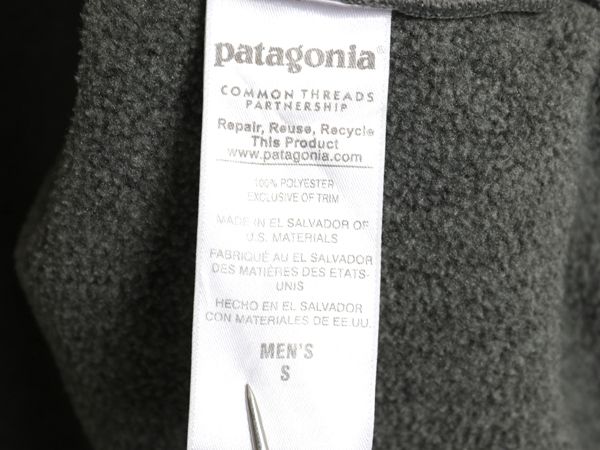 patagonia
COMMON THREADS
PARTNERSHIP
Repair, Reuse, Recycle
This Product
www.patagonia.com
100% POLYESTER
EXCLUSIVE OF TRIM
MADE IN EL SALVADOR OF
U.S. MATERIALS
FABRIQUÉ AU EL SALVADOR
DES MATIÈRES DES ETATS-
UNIS
HECHO EN EL SALVADOR
CON MATERIALES DE EE.UU.
MEN'S
S